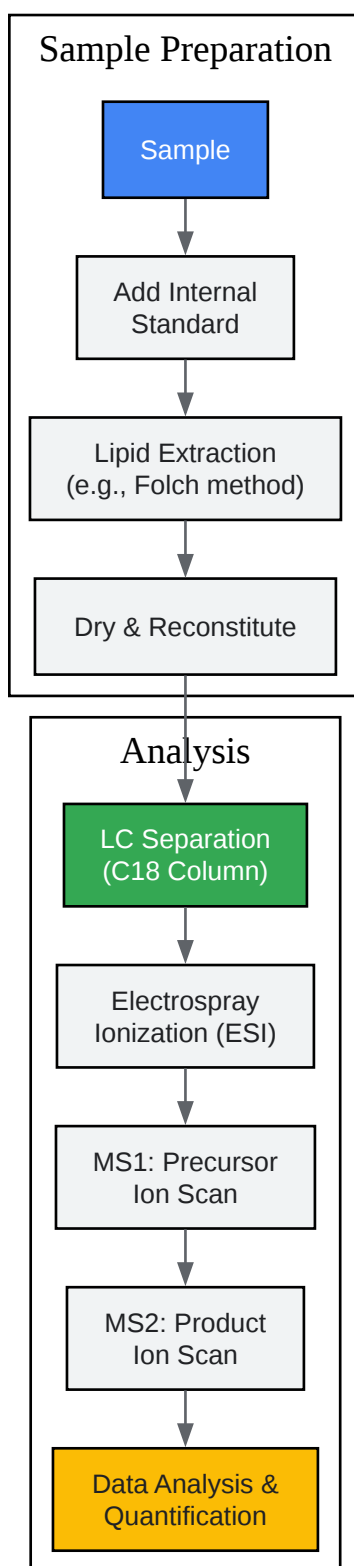 Sample Preparation
Sample
Add Internal
Standard
Lipid Extraction
(e.g., Folch method)
Dry & Reconstitute
Analysis
LC Separation
(C18 Column)
Electrospray
Ionization (ESI)
MS1: Precursor
Ion Scan
MS2: Product
Ion Scan
Data Analysis &
Quantification